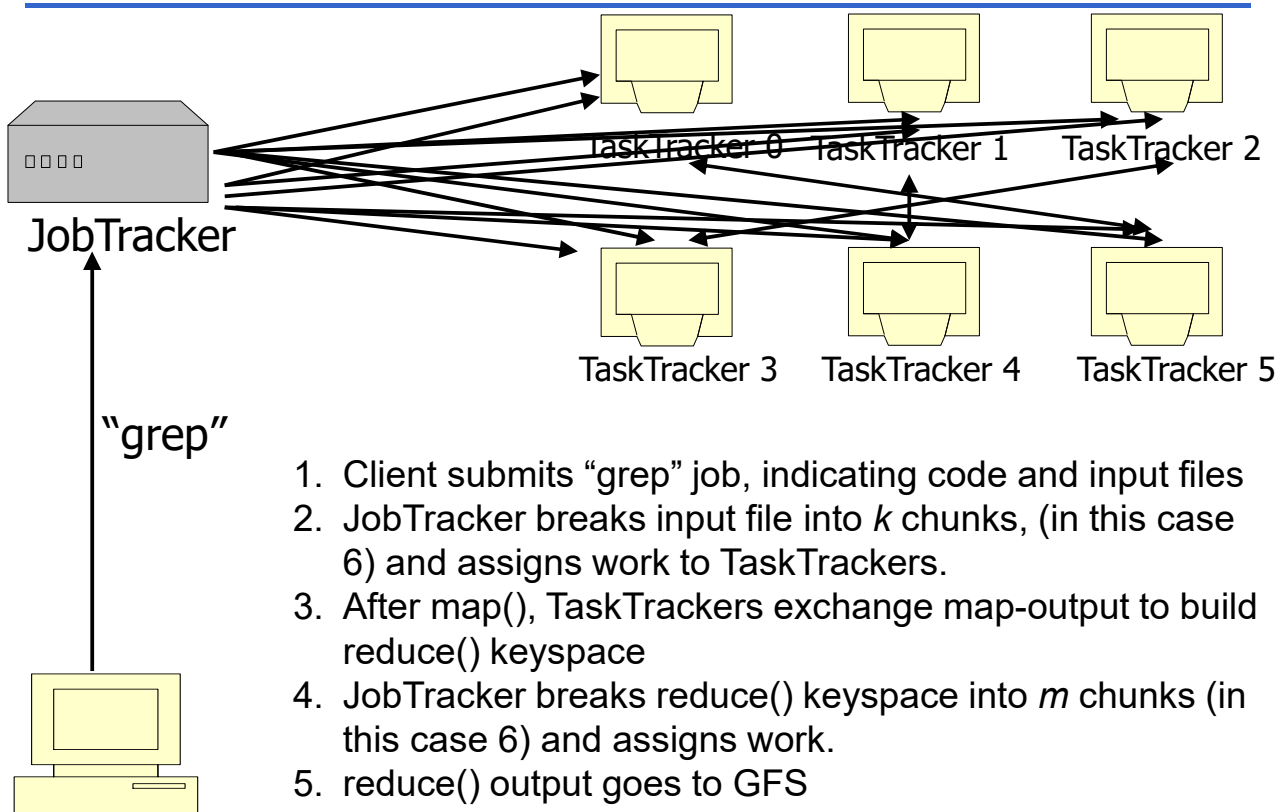 TaskTracker 0
TaskTracker 1
TaskTracker 2
JobTracker
TaskTracker 3
TaskTracker 4
TaskTracker 5
“grep”
1. Client submits “grep” job, indicating code and input files
2. JobTracker breaks input file into k chunks, (in this case
6) and assigns work to TaskTrackers.
3. After map(), TaskTrackers exchange map-output to build
reduce() keyspace
4. JobTracker breaks reduce() keyspace into m chunks (in
this case 6) and assigns work.
5. reduce() output goes to GFS